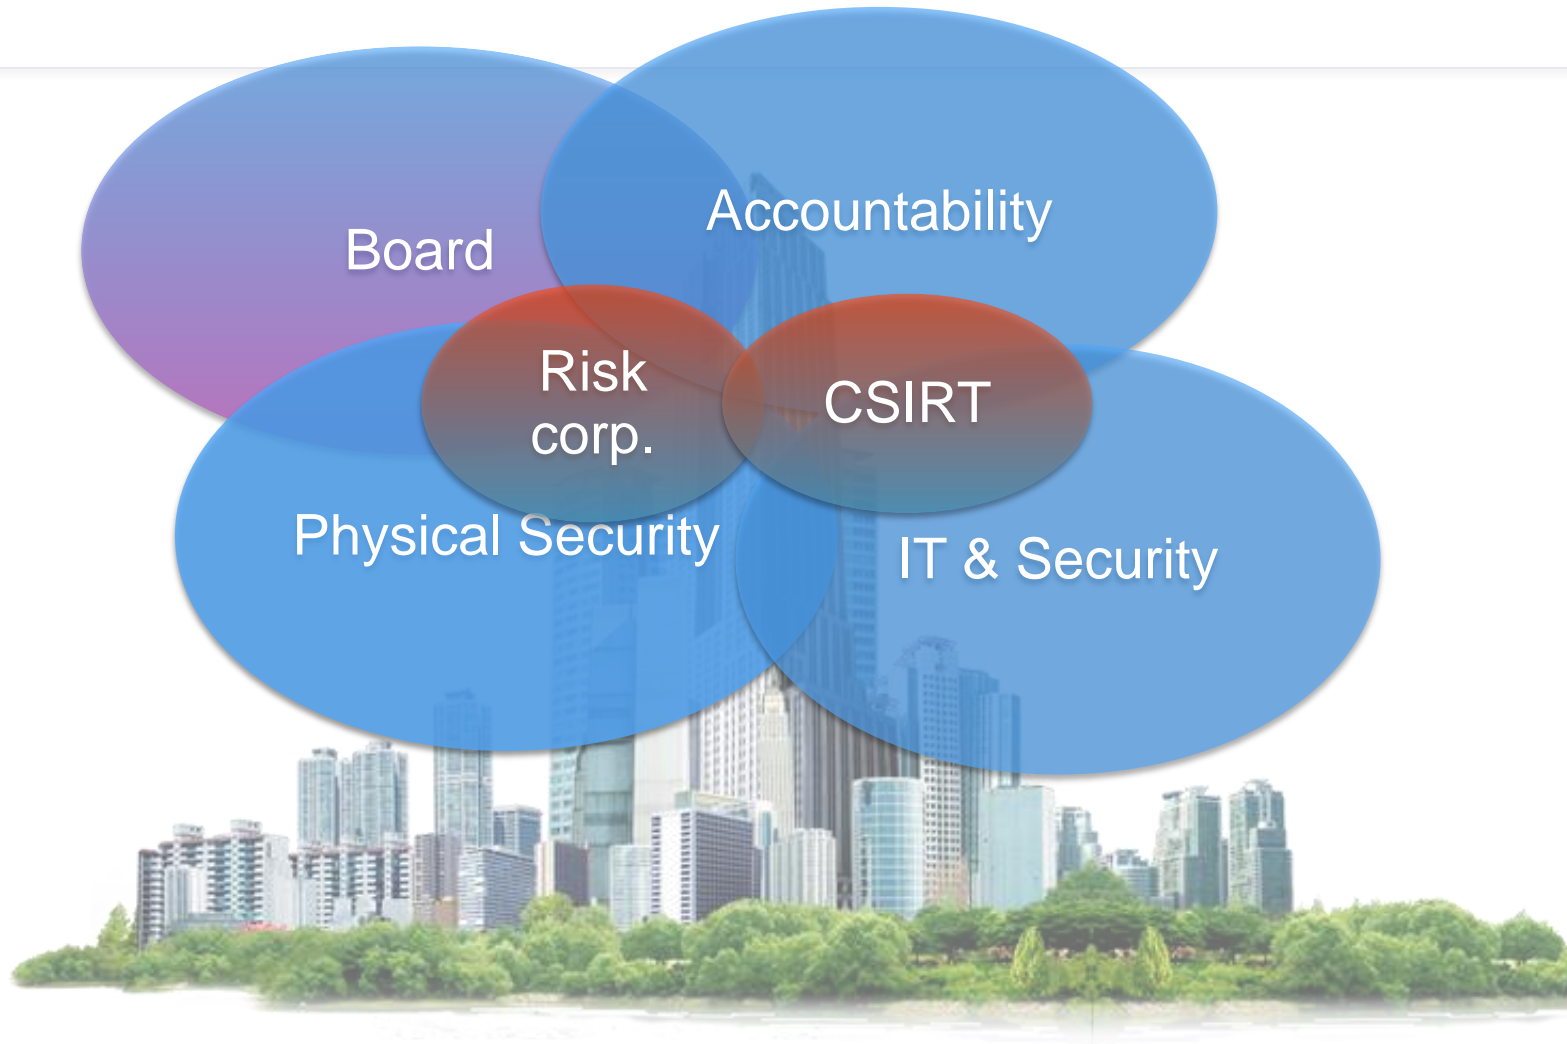 Accountability
Board
Risk
corp.
CSIRT
Physical Security
IT & Security